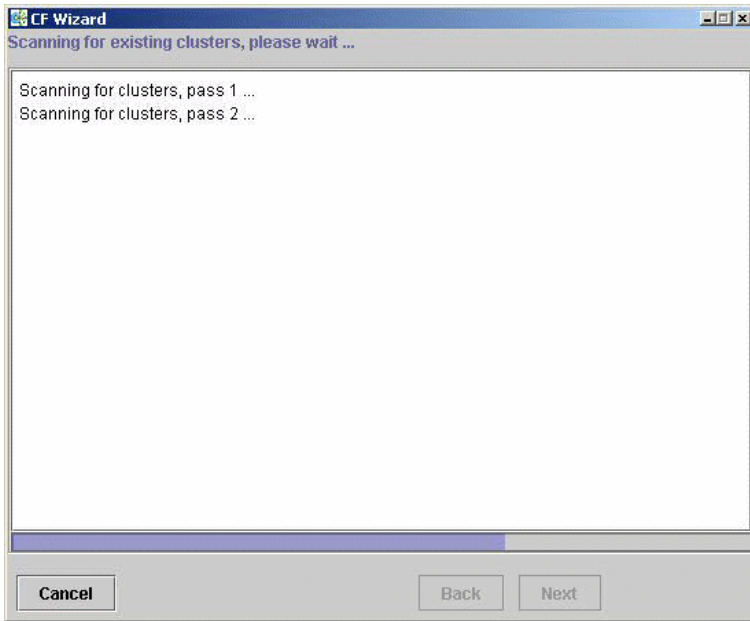 CF Wizard
Scanning for existing clusters, please wait ...
Scanning for clusters, pass 1 ...
Scanning for clusters, pass 2 ...
Cancel
Back
Next